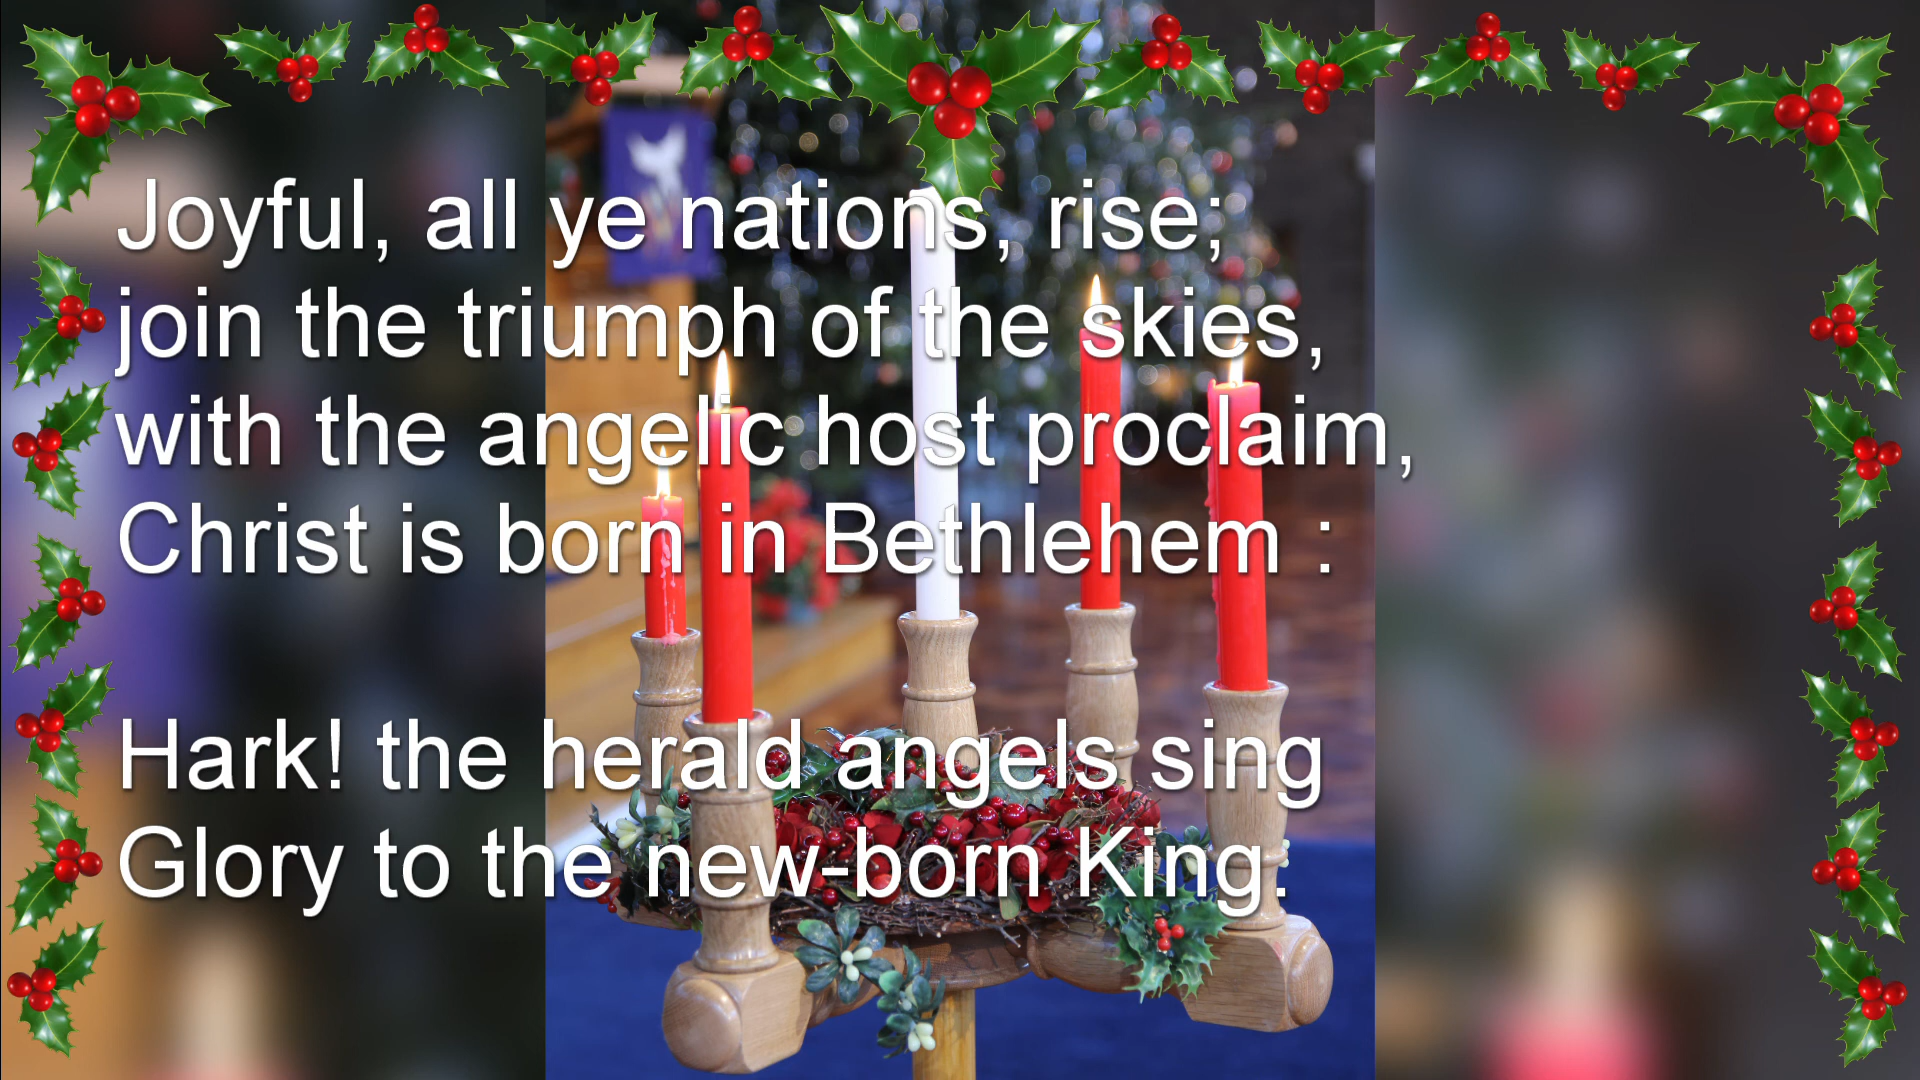 Joyful, all ye nations, rise;
join the triumph of the skies,
with the angelic host proclaim,
Christ is born in Bethlehem :
Hark! the herald angels sing
Glory to the new-born King.